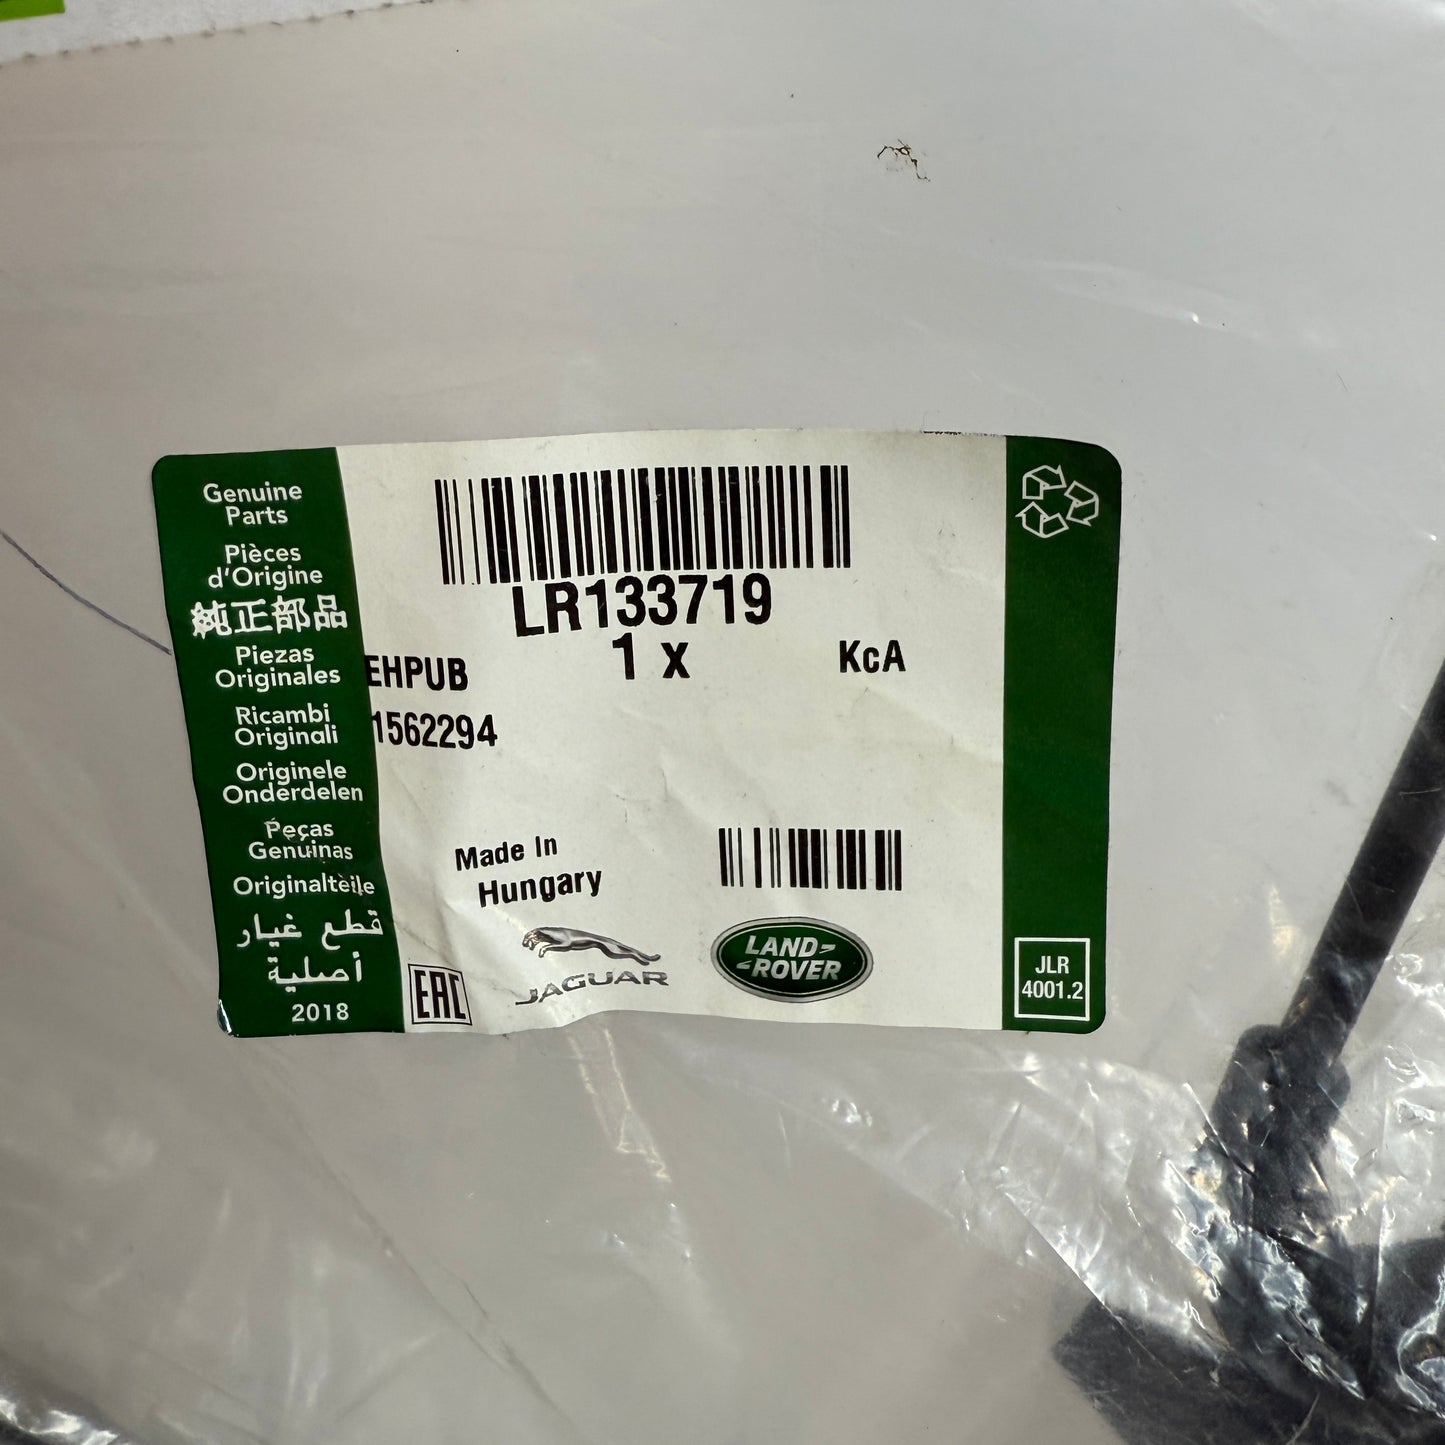 Genuine
Parts
Pièces
d'Origine
純正部品
Piezas
Originales
Ricambi
Originali
Originele
Onderdelen
Peças
Genuinas
Originalteile
قطع غيار
أصلية
2018
LR133719
1 x
KcA
EHPUB
1562294
Made In
Hungary
EAC
JAGUAR
LAND-
-ROVER
JLR
4001.2